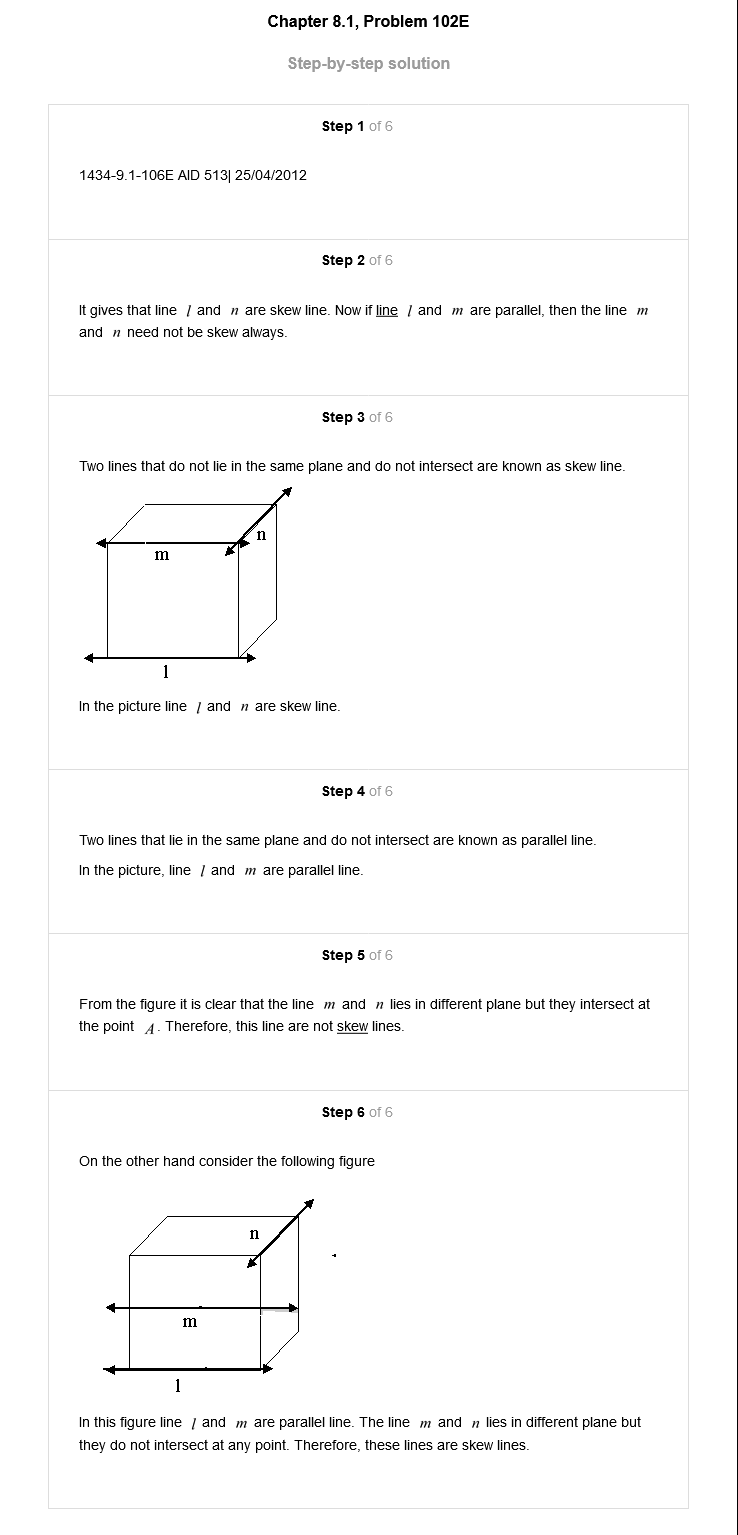 Chapter 8.1, Problem 102E
Step-by-step solution
Step 1 of 6
1434-9.1-106E AID 513| 25/04/2012
Step 2 of 6
It gives that line l and n are skew line. Now if line l and m are parallel, then the line m
and n need not be skew always.
Step 3 of 6
Two lines that do not lie in the same plane and do not intersect are known as skew line.
n
m
l
In the picture line l and n are skew line.
Step 4 of 6
Two lines that lie in the same plane and do not intersect are known as parallel line.
In the picture, line l and m are parallel line.
Step 5 of 6
From the figure it is clear that the line m and n lies in different plane but they intersect at
the point A. Therefore, this line are not skew lines.
Step 6 of 6
On the other hand consider the following figure
n
m
l
In this figure line l and m are parallel line. The line m and n lies in different plane but
they do not intersect at any point. Therefore, these lines are skew lines.